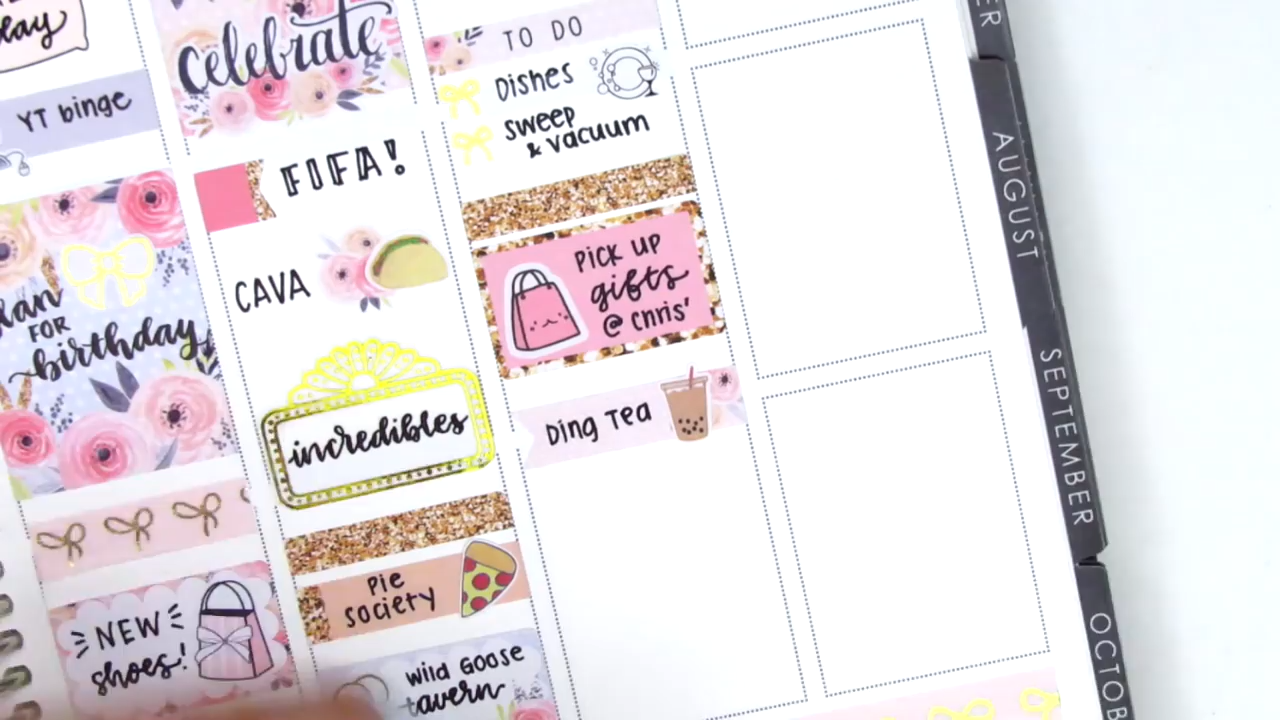 YT binge
plan
FOR
birthday
NEW
shoes!
celebrate
FIFA!
CAVA
incredibles
Pie
society
Wild Goose
tavern
TO DO
Dishes
sweep
& vacuum
PICK UP
gifts
@ chris'
Ding Tea
AUGUST
SEPTEMBER
OCTOB